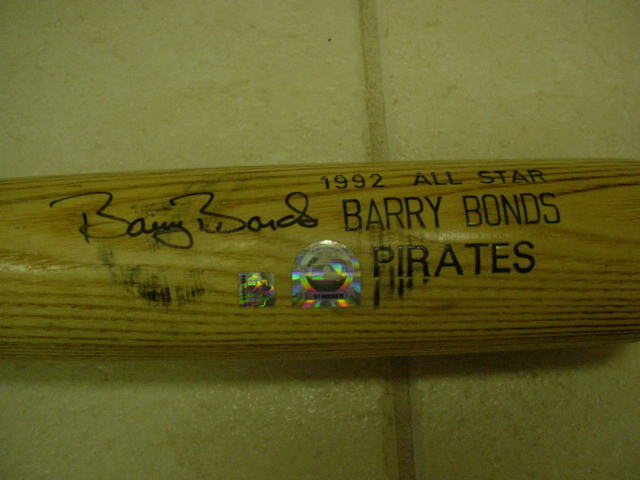 1992 ALL STAR
Barry Bonds BARRY BONDS
PIRATES